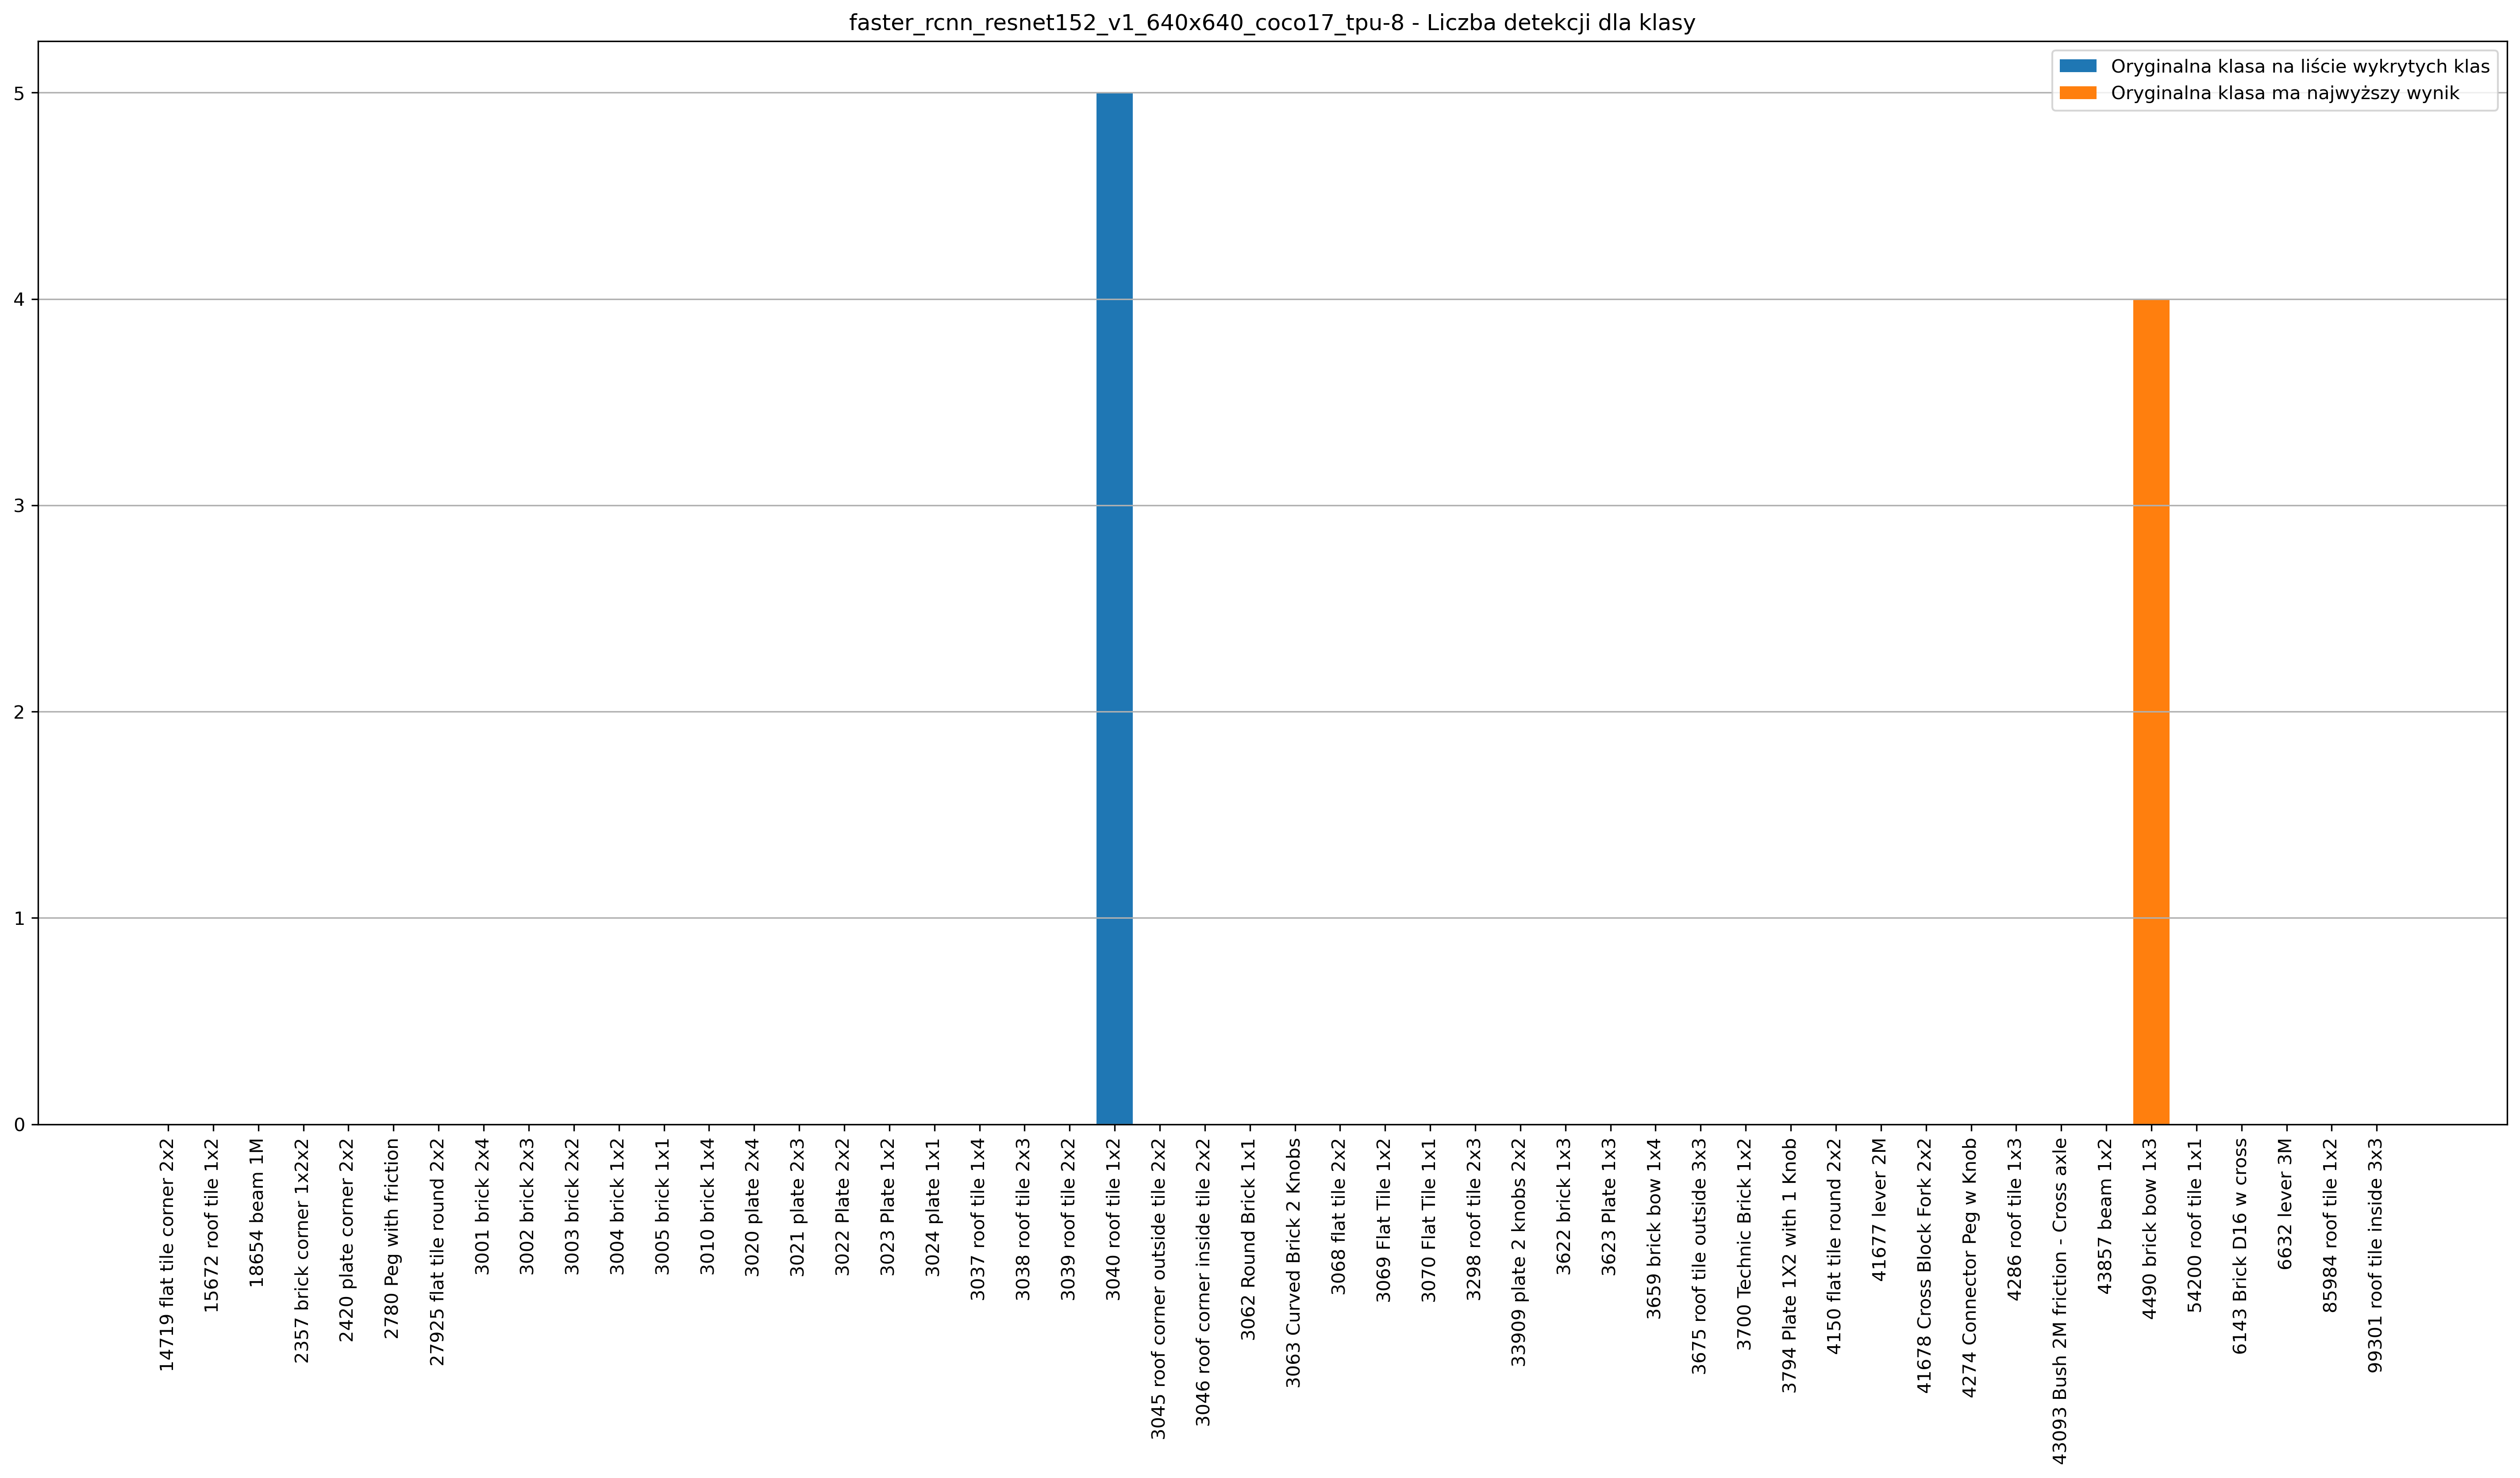 faster_rcnn_resnet152_v1_640x640_coco17_tpu-8 - Liczba detekcji dla klasy
Oryginalna klasa na liście wykrytych klas
Oryginalna klasa ma najwyższy wynik
5
4
3
2
1
0
14719 flat tile corner 2x2
15672 roof tile 1x2
18654 beam 1M
2357 brick corner 1x2x2
2420 plate corner 2x2
2780 Peg with friction
27925 flat tile round 2x2
3001 brick 2x4
3002 brick 2x3
3003 brick 2x2
3004 brick 1x2
3005 brick 1x1
3010 brick 1x4
3020 plate 2x4
3021 plate 2x3
3022 Plate 2x2
3023 Plate 1x2
3024 plate 1x1
3037 roof tile 1x4
3038 roof tile 2x3
3039 roof tile 2x2
3040 roof tile 1x2
3045 roof corner outside tile 2x2
3046 roof corner inside tile 2x2
3062 Round Brick 1x1
3063 Curved Brick 2 Knobs
3068 flat tile 2x2
3069 Flat Tile 1x2
3070 Flat Tile 1x1
3298 roof tile 2x3
33909 plate 2 knobs 2x2
3622 brick 1x3
3623 Plate 1x3
3659 brick bow 1x4
3675 roof tile outside 3x3
3700 Technic Brick 1x2
3794 Plate 1X2 with 1 Knob
4150 flat tile round 2x2
41677 lever 2M
41678 Cross Block Fork 2x2
4274 Connector Peg w Knob
4286 roof tile 1x3
43093 Bush 2M friction - Cross axle
43857 beam 1x2
4490 brick bow 1x3
54200 roof tile 1x1
6143 Brick D16 w cross
6632 lever 3M
85984 roof tile 1x2
99301 roof tile inside 3x3